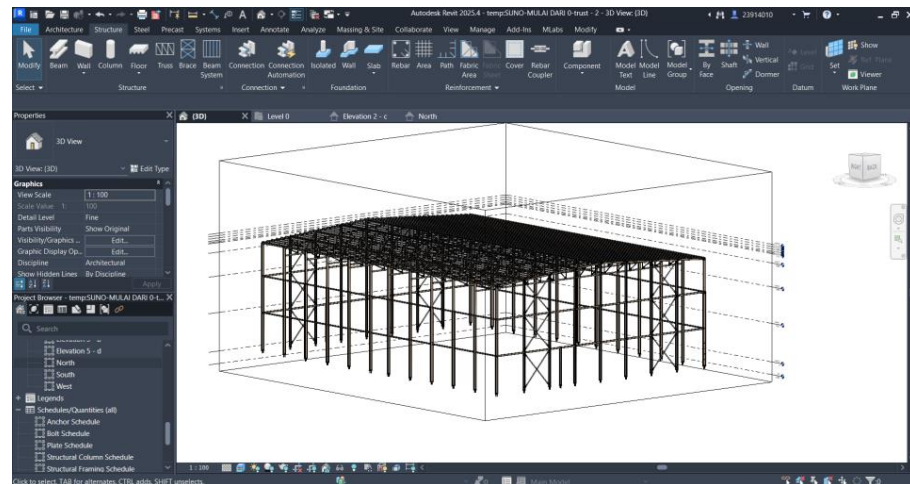 Autodesk Revit 2025.4 - temp:SUNO-MULAI DARI 0-trust - 2 - 3D View: {3D}
23914010
File Architecture Structure Steel Precast Systems Insert Annotate Analyze Massing & Site Collaborate View Manage Add-Ins MLabs Modify
Modify Beam Wall Column Floor Truss Brace Beam System Connection Connection Automation Isolated Wall Slab Rebar Area Path Fabric Area Cover Rebar Coupler Component Model Text Model Line Model Group By Face Shaft Wall Vertical Dormer Set Show Viewer
Select Structure Connection Foundation Reinforcement Model Opening Datum Work Plane
Properties
{3D}
Level 0
Elevation 2 - c
North
3D View
3D View: {3D}
Edit Type
Graphics
View Scale 1 : 100
Scale Value 1: 100
Detail Level Fine
Parts Visibility Show Original
Visibility/Graphics ... Edit...
Graphic Display Op... Edit...
Discipline Architectural
Show Hidden Lines By Discipline
Apply
Project Browser - temp:SUNO-MULAI DARI 0-t...
Search
Elevation 5 - d
North
South
West
Legends
Schedules/Quantities (all)
Anchor Schedule
Bolt Schedule
Plate Schedule
Structural Column Schedule
Structural Framing Schedule
BACK
1 : 100
Click to select, TAB for alternates, CTRL adds, SHIFT unselects.
Main Model